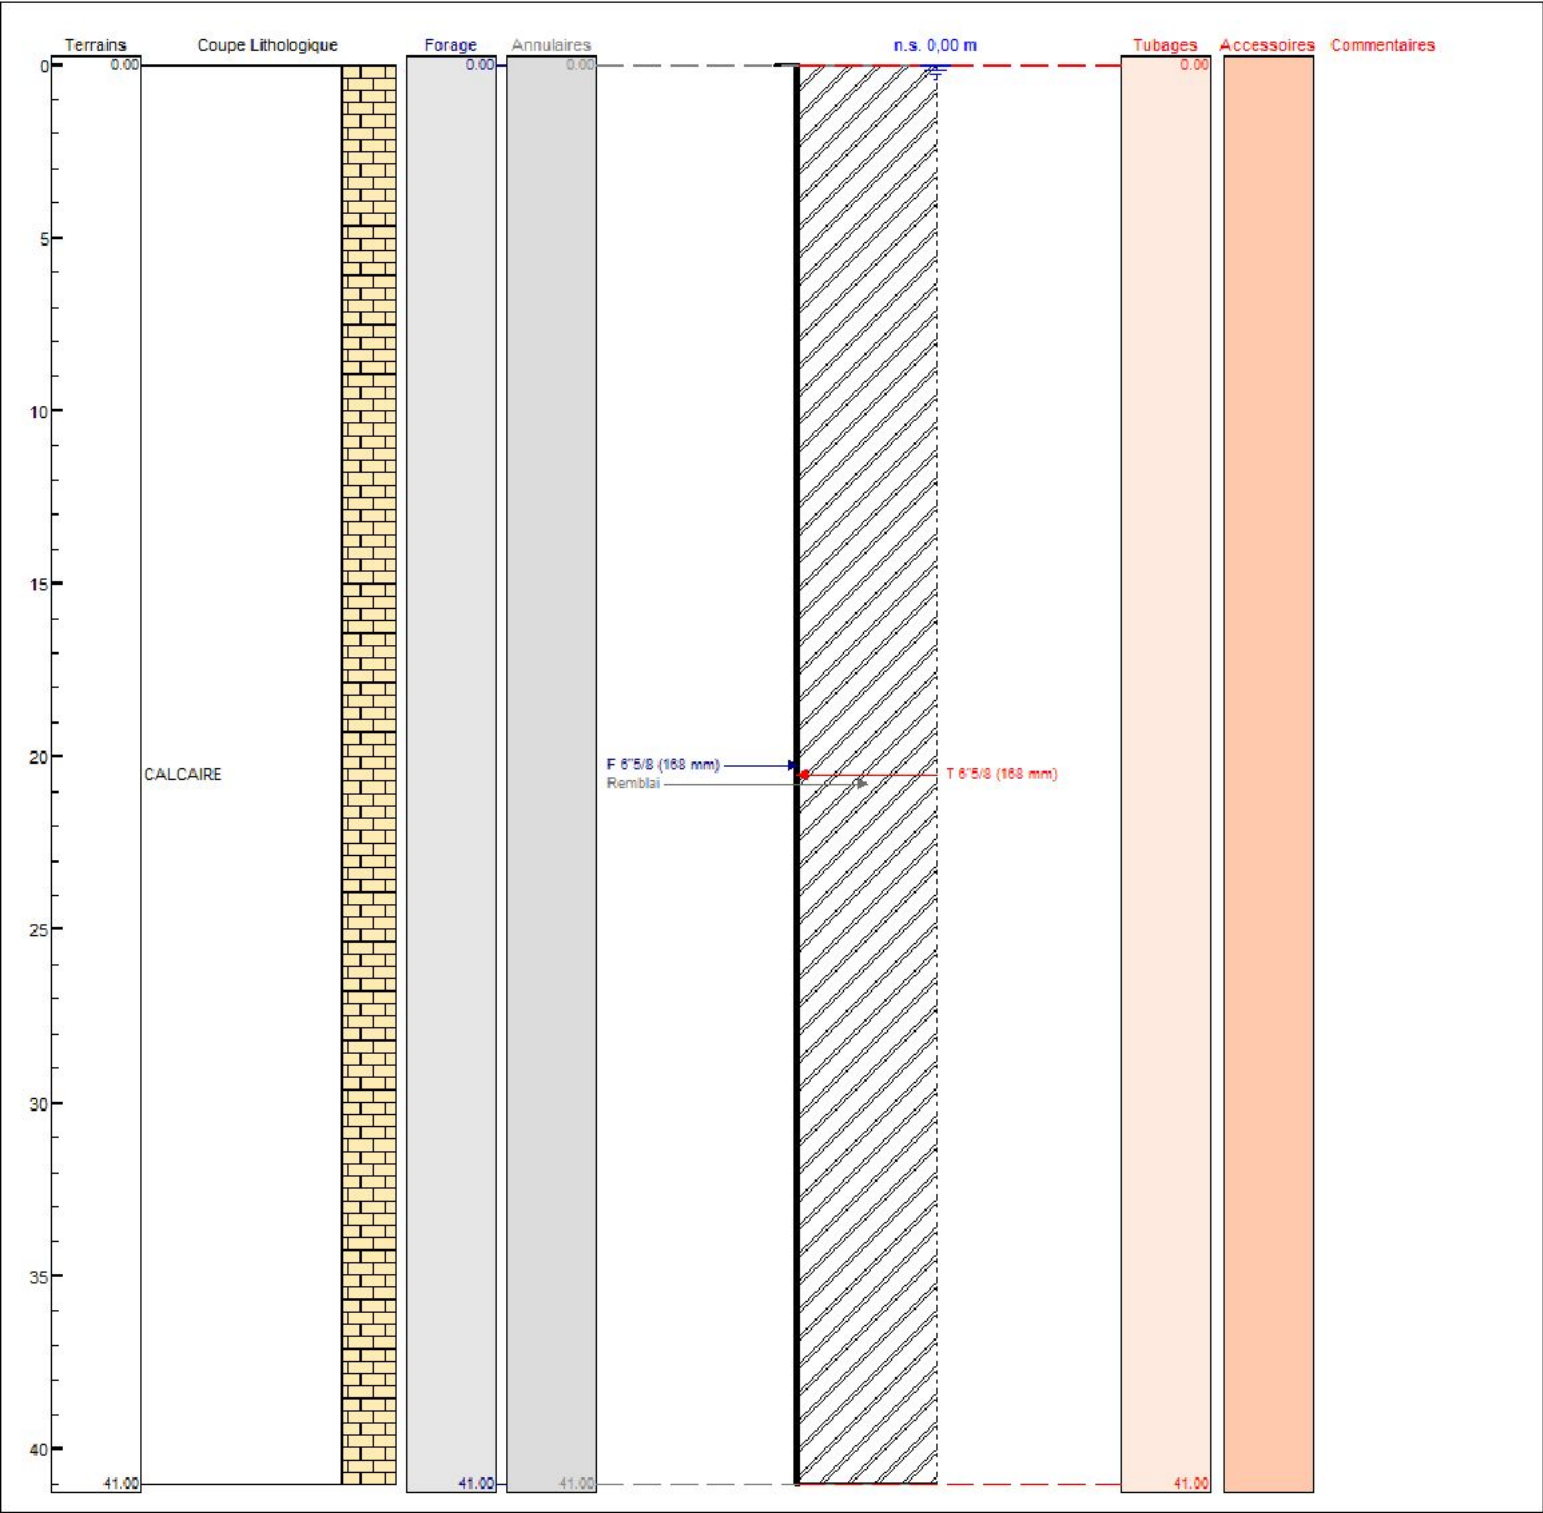 Terrains Coupe Lithologique Forage Annulaires n.s. 0,00 m Tubages Accessoires Commentaires
0 0.00 0.00 0.00 0.00
5
10
15
20
F 6"5/8 (168 mm)
CALCAIRE T 6"5/8 (168 mm)
Remblai
25
30
35
40
41.00 41.00 41.00 41.00